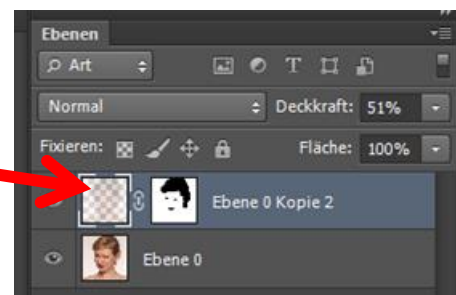 Ebenen
Art
Normal Deckkraft: 51%
Fixieren: Fläche: 100%
Ebene 0 Kopie 2
Ebene 0